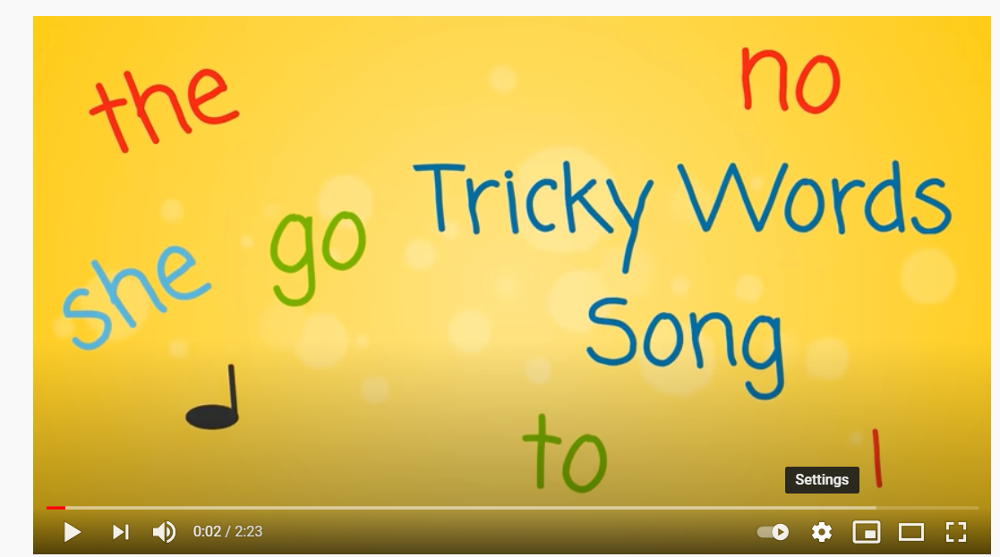 the
no
Tricky Words
she
go
Song
to
I
Settings
0:02 / 2:23